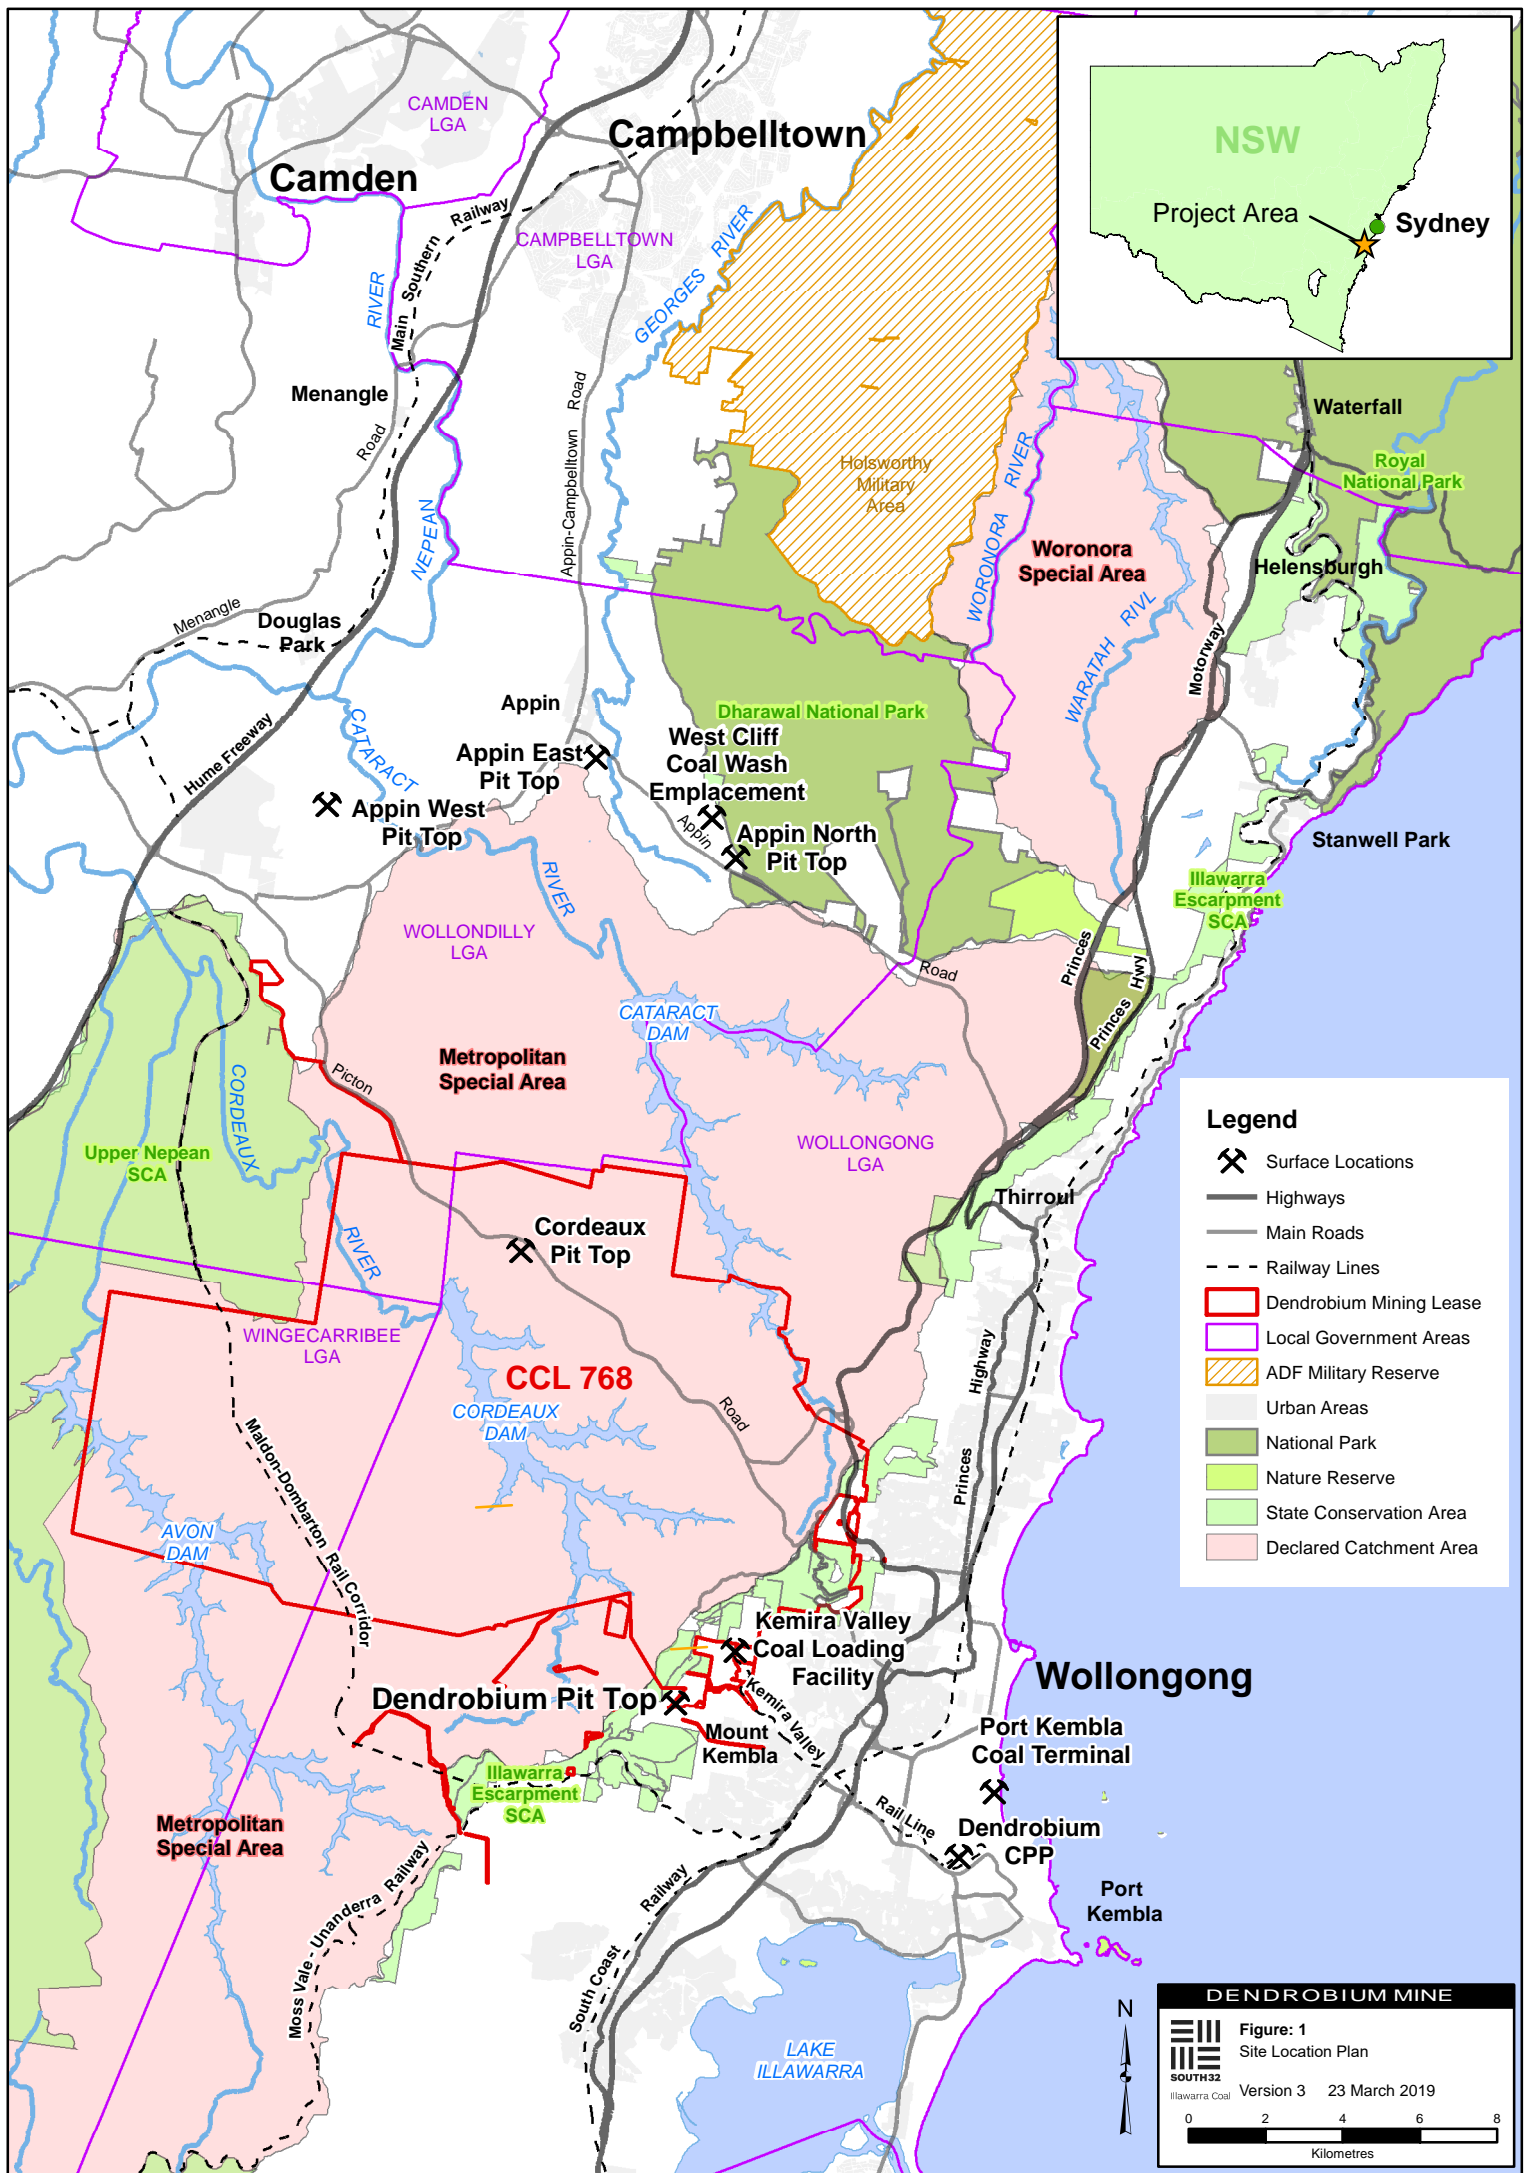 CAMDEN
LGA
Campbelltown
Camden
NSW
Project Area
Sydney
Railway
Southern
Main
CAMPBELLTOWN
LGA
GEORGES RIVER
RIVER
Menangle
Road
Appin-Campbelltown Road
Waterfall
Royal
National Park
Holsworthy
Military
Area
WORONORA RIVER
NEPEAN
Woronora
Special Area
Helensburgh
Menangle
Douglas
Park
WARATAH RIVL
Motorway
Appin
Dharawal National Park
Hume Freeway
CATARACT
Appin East
Pit Top
West Cliff
Coal Wash
Emplacement
Appin West
Pit Top
Appin
Appin North
Pit Top
Stanwell Park
RIVER
Illawarra
Escarpment
SCA
WOLLONDILLY
LGA
Road
Princes
Hwy
Princes
CATARACT
DAM
Metropolitan
Special Area
Picton
CORDEAUX
Upper Nepean
SCA
WOLLONGONG
LGA
Thirroul
Cordeaux
Pit Top
RIVER
WINGECARRIBEE
LGA
CCL 768
CORDEAUX
DAM
Road
Highway
Princes
Maldon-Dombarton Rail Corridor
AVON
DAM
Legend
Surface Locations
Highways
Main Roads
Railway Lines
Dendrobium Mining Lease
Local Government Areas
ADF Military Reserve
Urban Areas
National Park
Nature Reserve
State Conservation Area
Declared Catchment Area
Kemira Valley
Coal Loading
Facility
Wollongong
Dendrobium Pit Top
Kemira Valley
Mount
Kembla
Port Kembla
Coal Terminal
Illawarra
Escarpment
SCA
Rail Line
Dendrobium
CPP
Metropolitan
Special Area
Moss Vale - Unanderra Railway
Railway
South Coast
Port
Kembla
LAKE
ILLAWARRA
N
DENDROBIUM MINE
Figure: 1
Site Location Plan
SOUTH32
Illawarra Coal
Version 3 23 March 2019
0 2 4 6 8
Kilometres